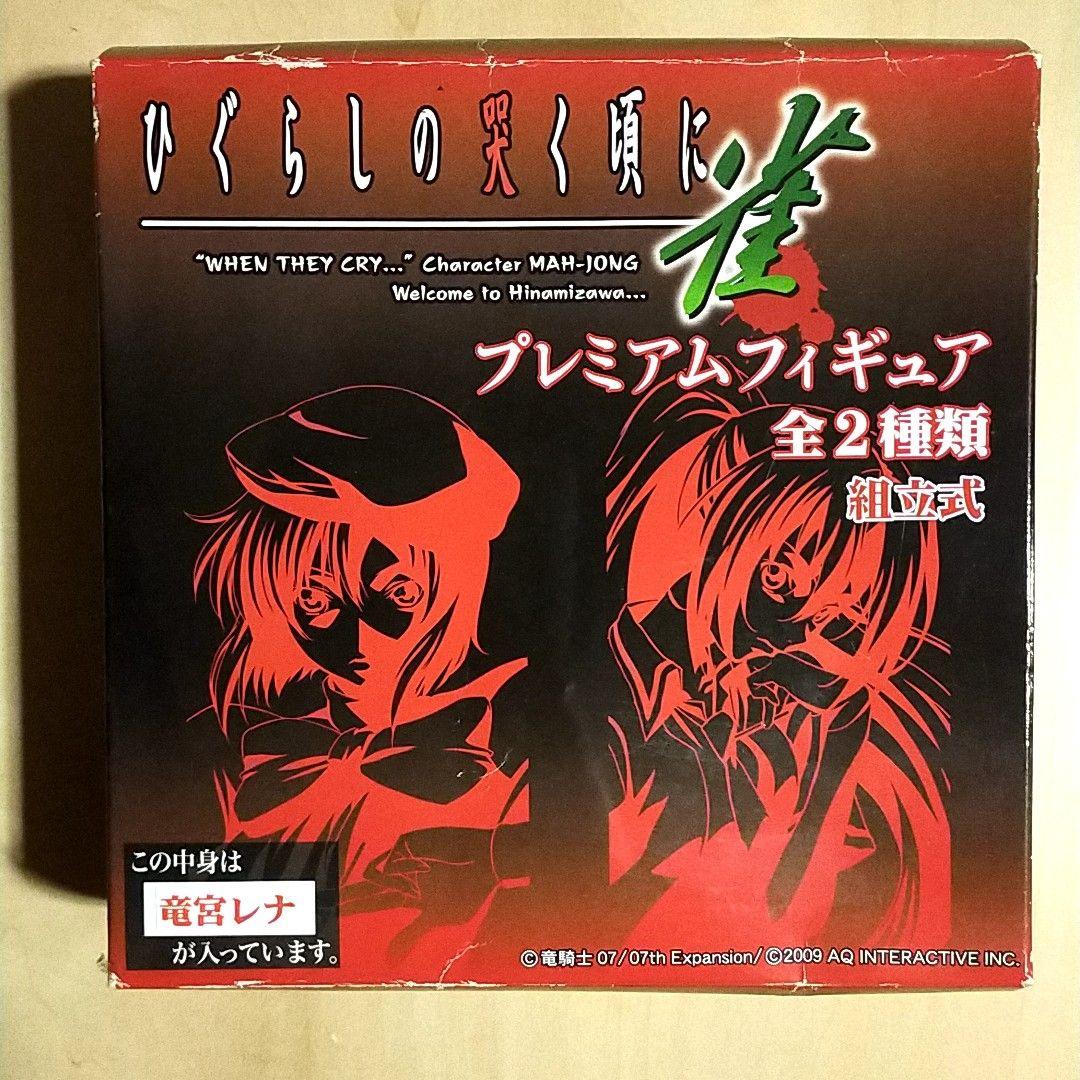 ひぐらしの哭く頃に雀
“WHEN THEY CRY...” Character MAH-JONG
Welcome to Hinamizawa...
プレミアムフィギュア
全2種類
組立式
この中身は
竜宮レナ
が入っています。
©竜騎士07/07th Expansion/©2009 AQ INTERACTIVE INC.